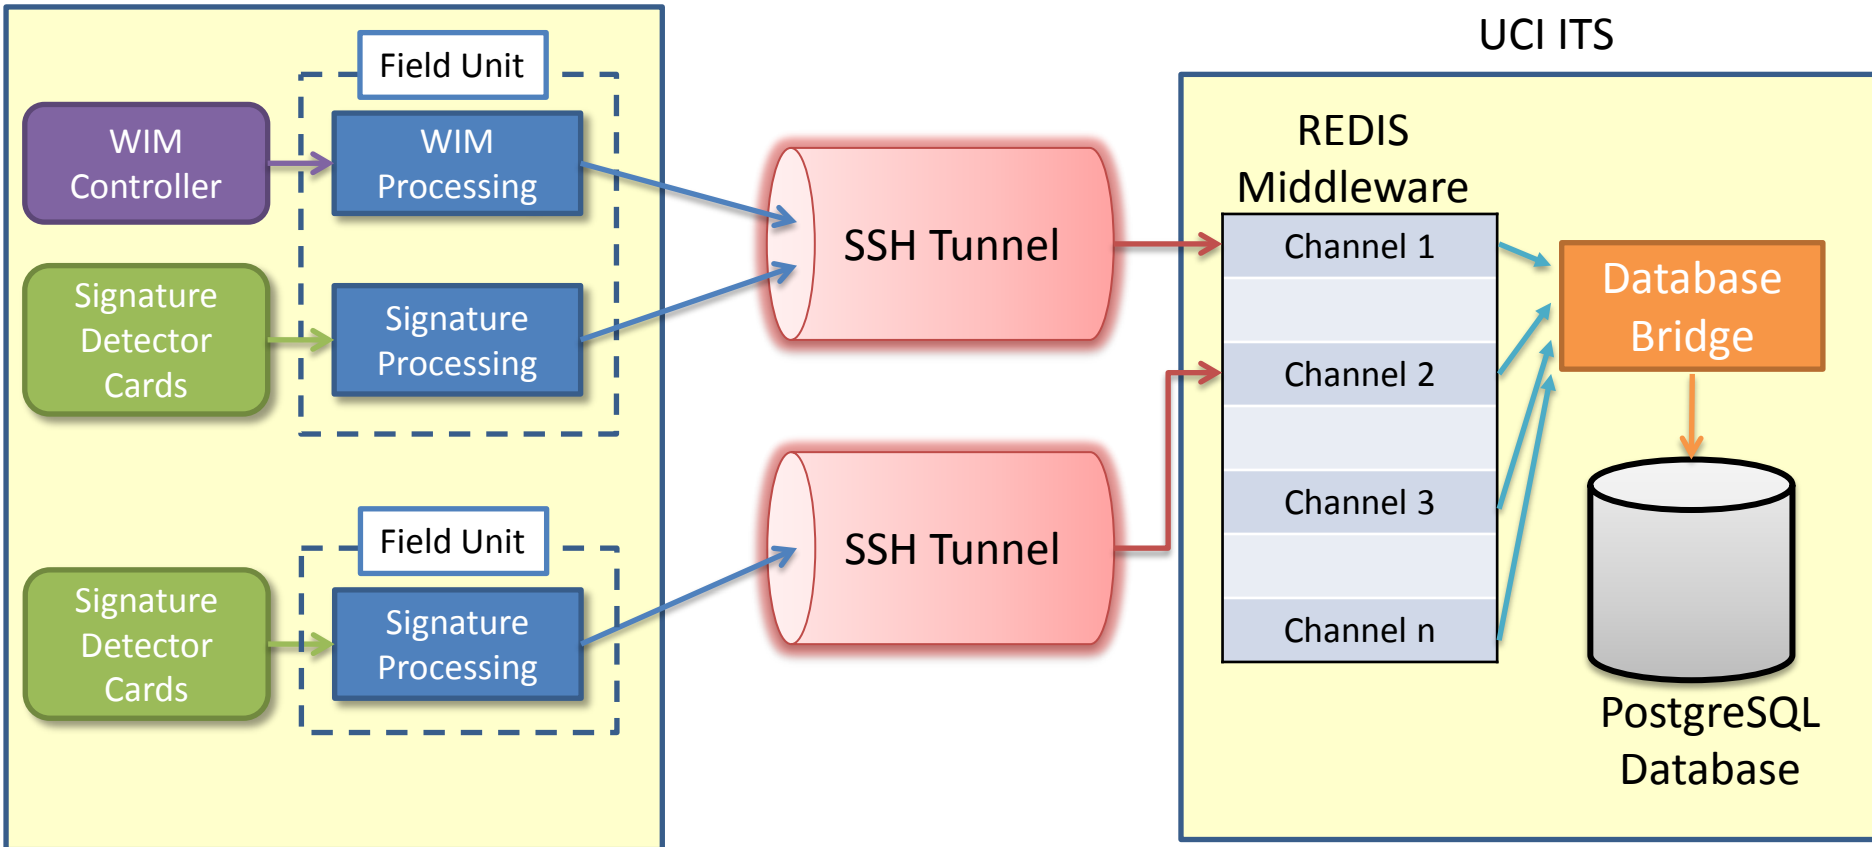 UCI ITS
Field Unit
WIM
Controller
WIM
Processing
Signature
Detector
Cards
Signature
Processing
SSH Tunnel
Field Unit
Signature
Detector
Cards
Signature
Processing
SSH Tunnel
REDIS
Middleware
Channel 1
Channel 2
Channel 3
Channel n
Database
Bridge
PostgreSQL
Database